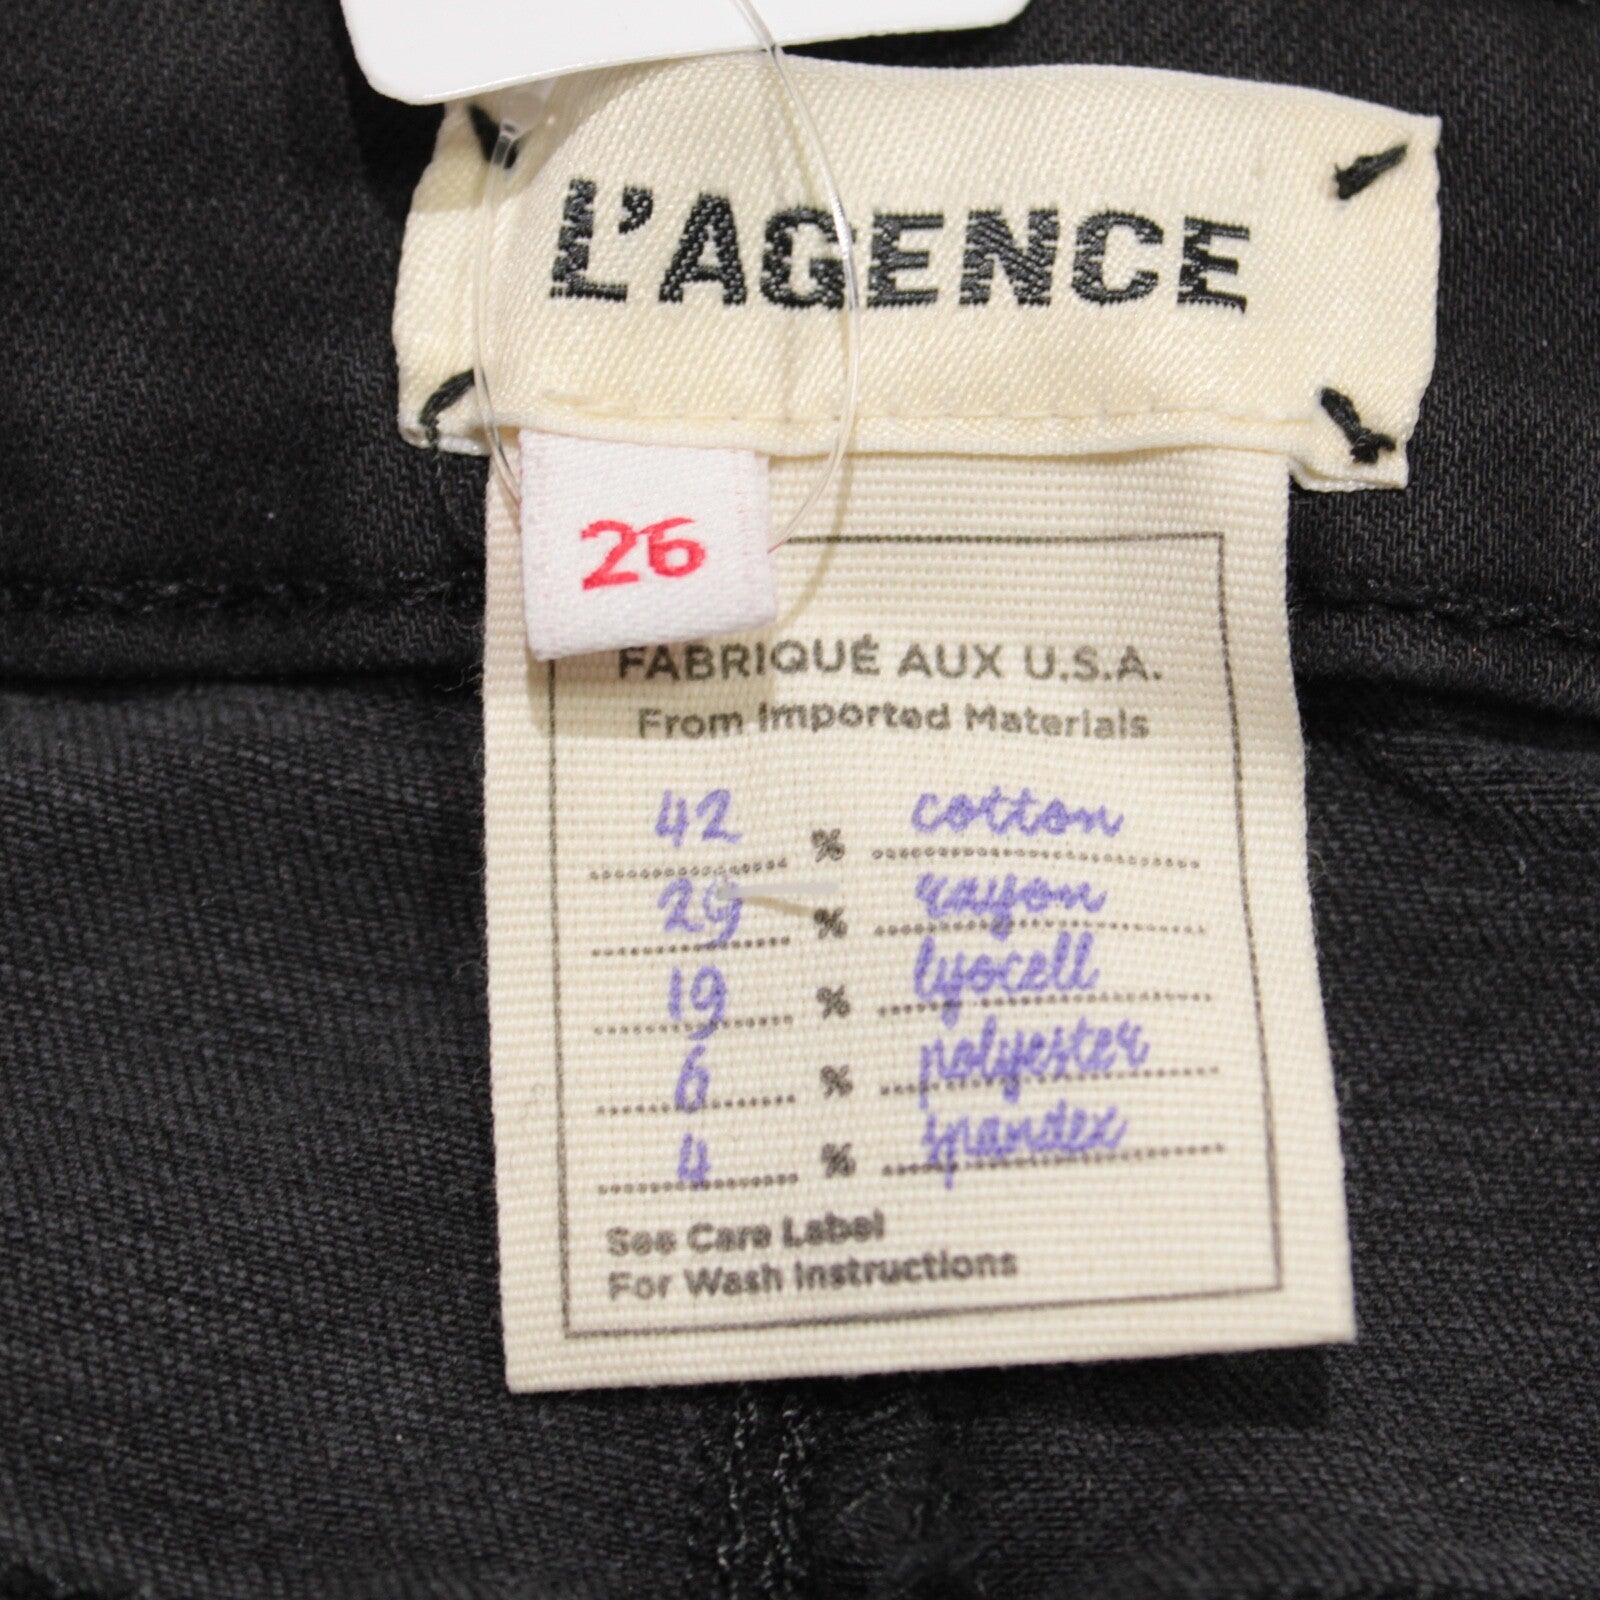 L'AGENCE
26
FABRIQUÉ AUX U.S.A.
From Imported Materials
42 % cotton
29 % rayon
19 % lyocell
6 % polyester
4 % spandex
See Care Label
For Wash Instructions